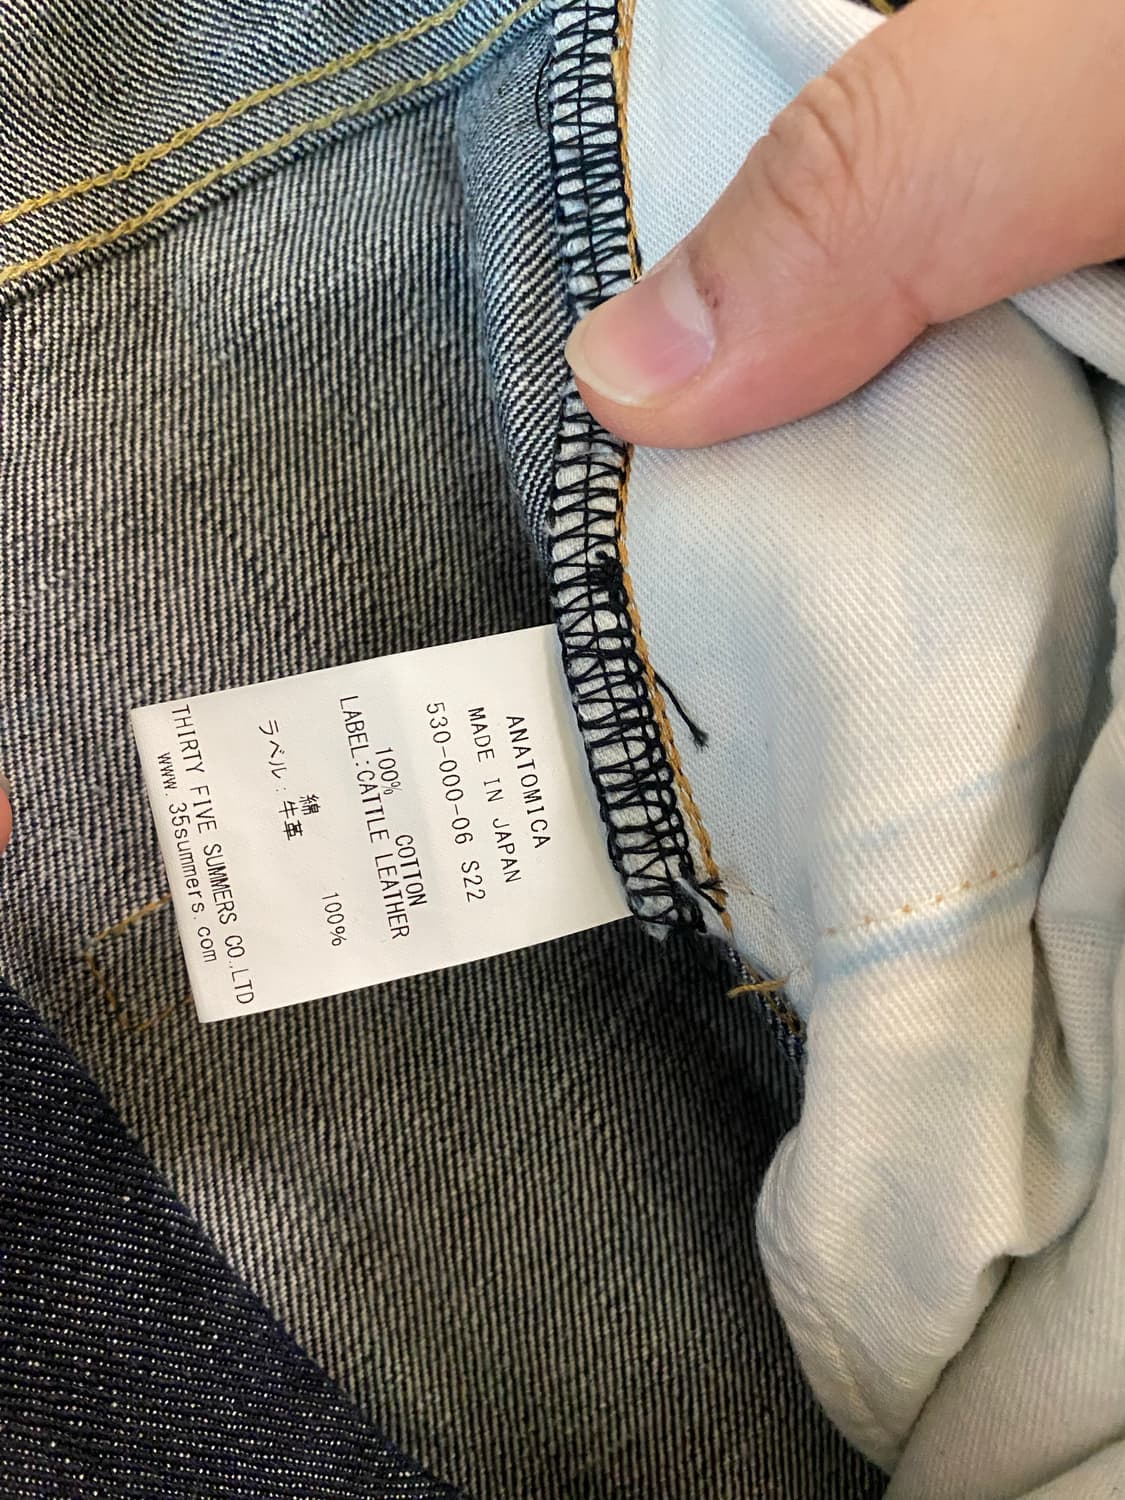 ANATOMICA
MADE IN JAPAN
530-000-06 S22
100% COTTON
LABEL:CATTLE LEATHER
綿 100%
ラベル:牛革
THIRTY FIVE SUMMERS CO.,LTD
www.35summers.com